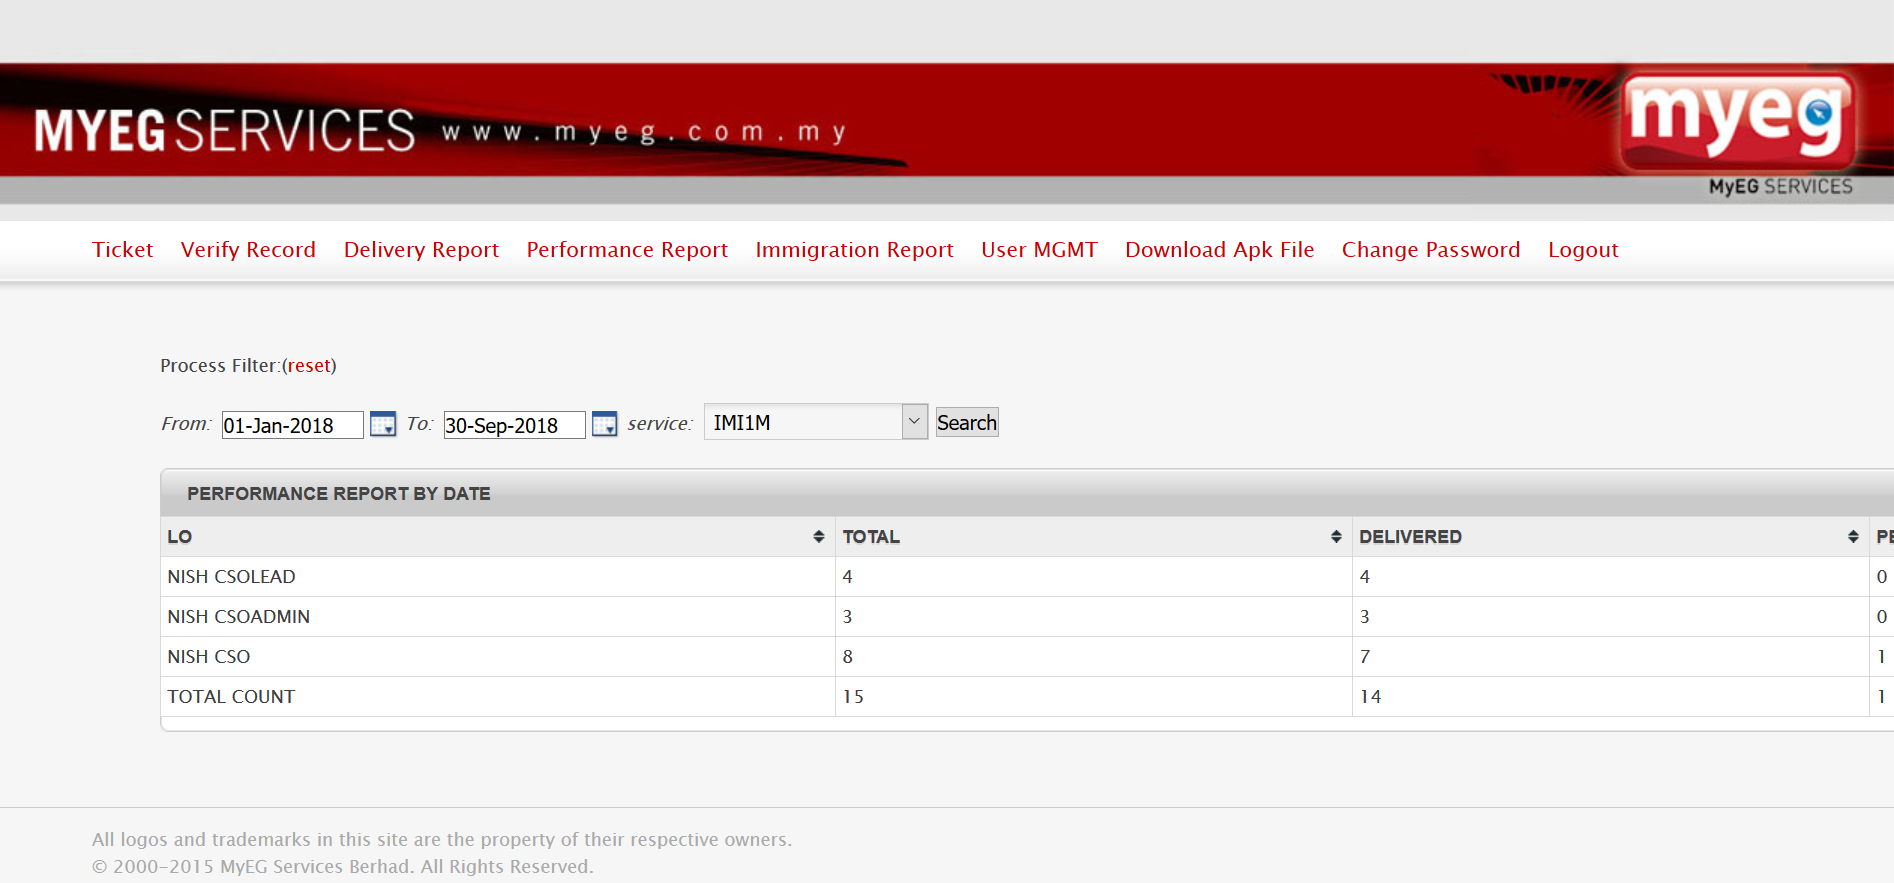 MYEG SERVICES www.myeg.com.my
myeg
MyEG SERVICES
Ticket Verify Record Delivery Report Performance Report Immigration Report User MGMT Download Apk File Change Password Logout
Process Filter:(reset)
From: 01-Jan-2018 To: 30-Sep-2018 service: IMI1M Search
PERFORMANCE REPORT BY DATE
LO TOTAL DELIVERED PE
NISH CSOLEAD 4 4 0
NISH CSOADMIN 3 3 0
NISH CSO 8 7 1
TOTAL COUNT 15 14 1
All logos and trademarks in this site are the property of their respective owners.
© 2000-2015 MyEG Services Berhad. All Rights Reserved.